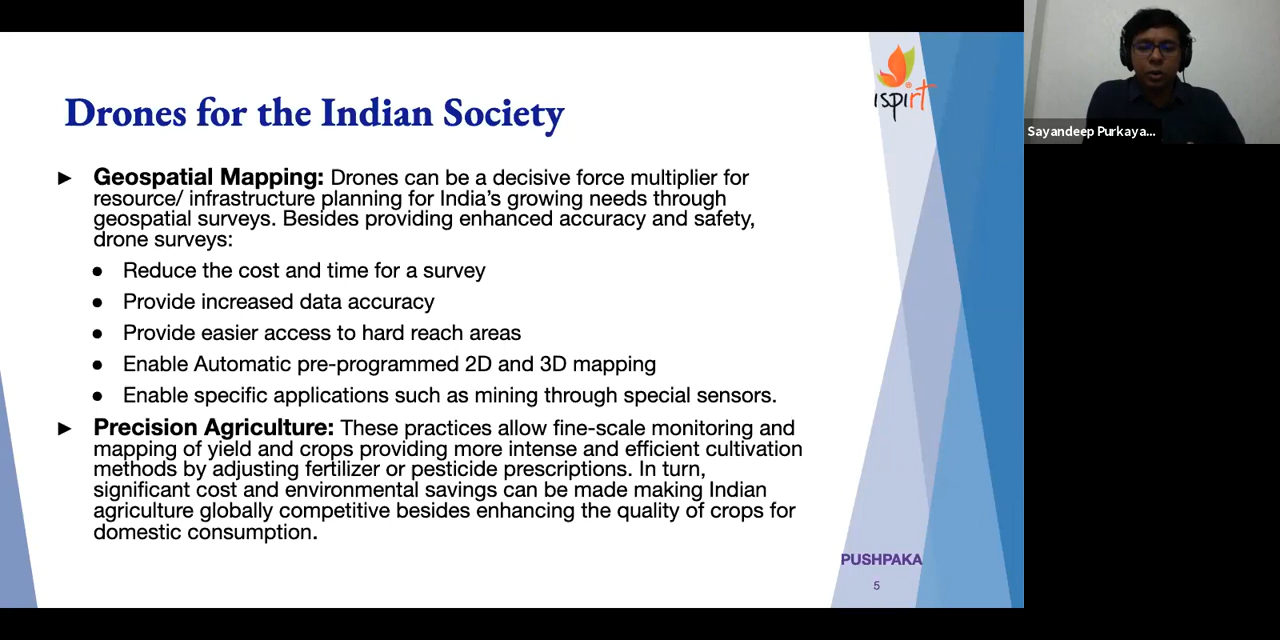 Drones for the Indian Society
ispirt
Sayandeep Purkaya...
► Geospatial Mapping: Drones can be a decisive force multiplier for
resource/ infrastructure planning for India's growing needs through
geospatial surveys. Besides providing enhanced accuracy and safety,
drone surveys:
● Reduce the cost and time for a survey
● Provide increased data accuracy
● Provide easier access to hard reach areas
● Enable Automatic pre-programmed 2D and 3D mapping
● Enable specific applications such as mining through special sensors.
► Precision Agriculture: These practices allow fine-scale monitoring and
mapping of yield and crops providing more intense and efficient cultivation
methods by adjusting fertilizer or pesticide prescriptions. In turn,
significant cost and environmental savings can be made making Indian
agriculture globally competitive besides enhancing the quality of crops for
domestic consumption.
PUSHPAKA
5